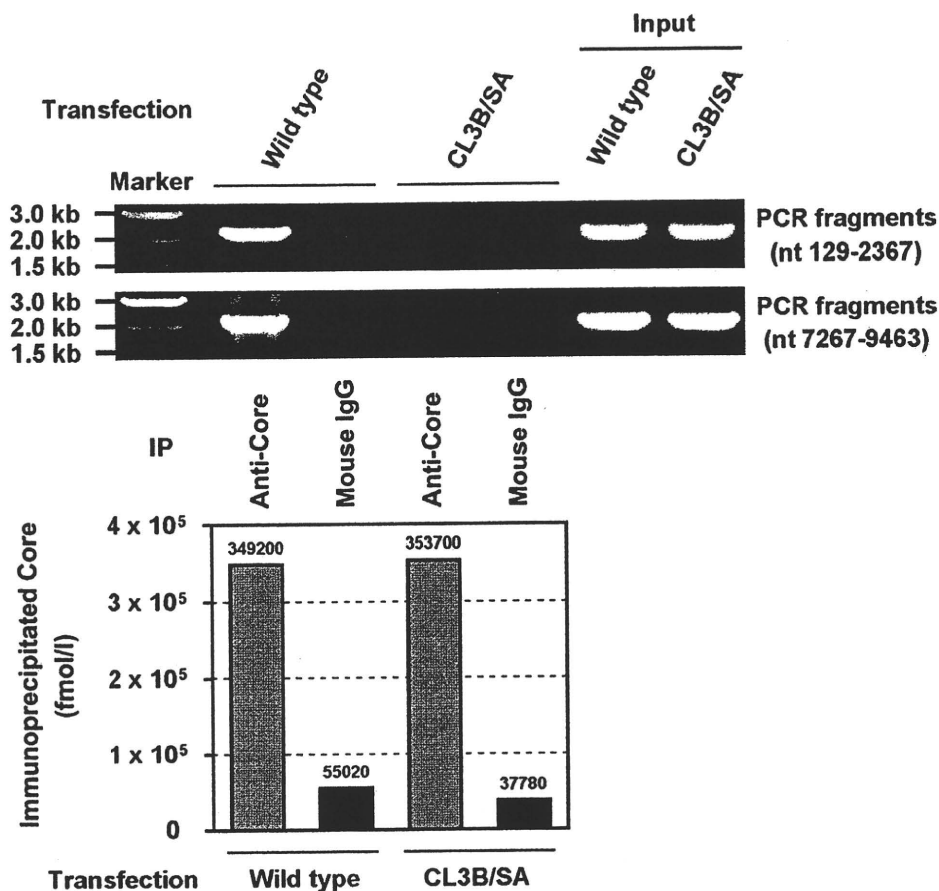 Input
Transfection
Wild type
CL3B/SA
Wild type
CL3B/SA
Marker
3.0 kb
2.0 kb
1.5 kb
PCR fragments
(nt 129-2367)
3.0 kb
2.0 kb
1.5 kb
PCR fragments
(nt 7267-9463)
IP
Anti-Core
Mouse IgG
Anti-Core
Mouse IgG
Immunoprecipitated Core
(fmol/l)
4 x 10⁵
3 x 10⁵
2 x 10⁵
1 x 10⁵
0
349200
55020
353700
37780
Transfection
Wild type
CL3B/SA